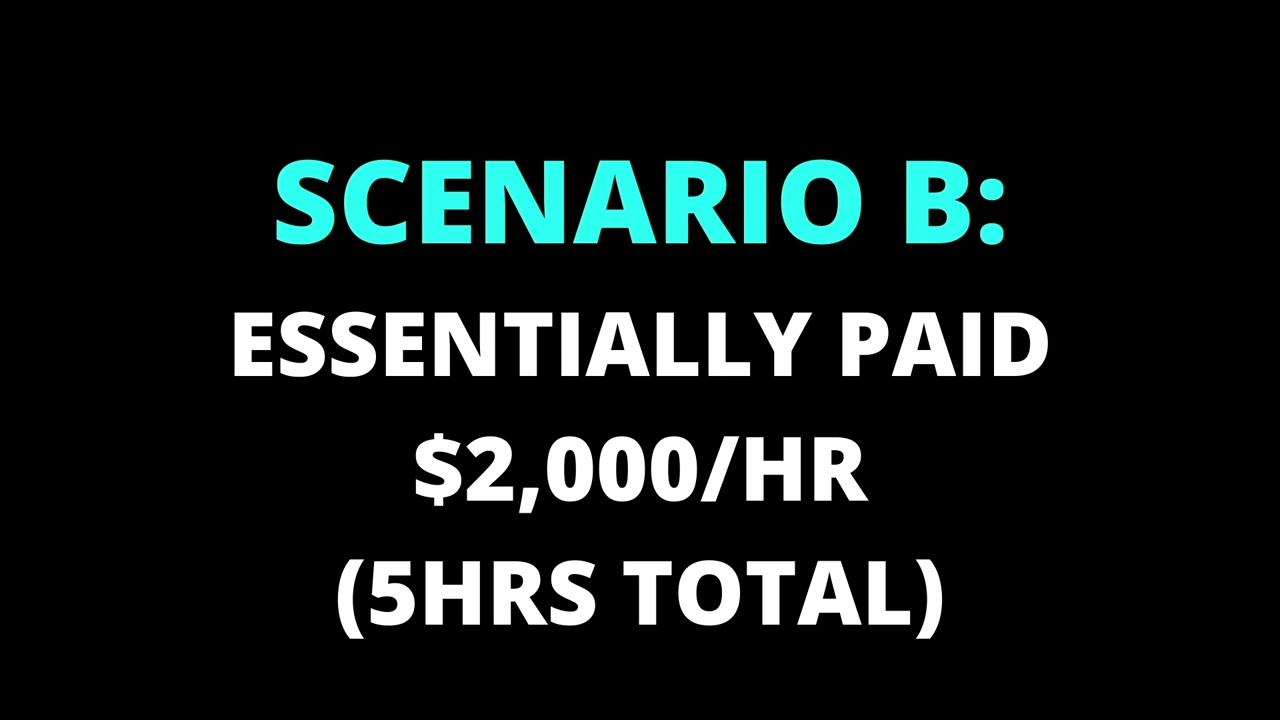 SCENARIO B:
ESSENTIALLY PAID
$2,000/HR
(5HRS TOTAL)